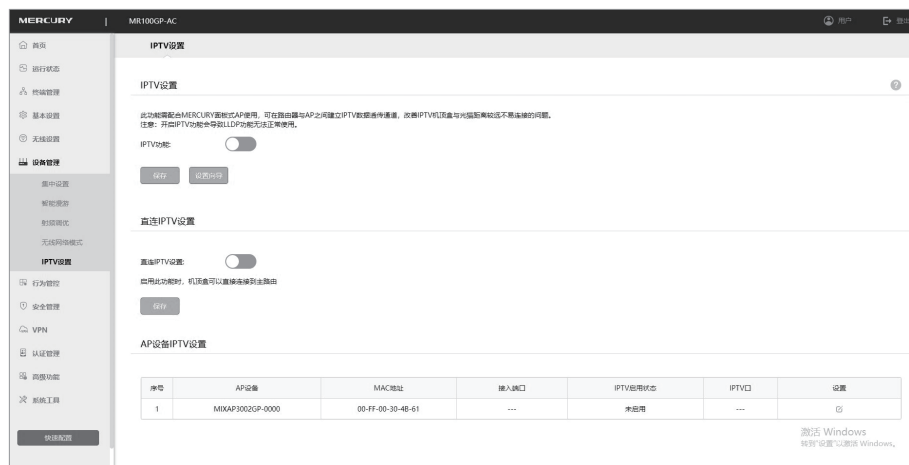 MERCURY | MR100GP-AC 用户 登出
首页
运行状态
终端管理
基本设置
无线设置
设备管理
集中设置
智能漫游
射频调优
无线网络模式
IPTV设置
行为管控
安全管理
VPN
认证管理
高级功能
系统工具
快速配置
IPTV设置
IPTV设置
此功能需配合MERCURY面板式AP使用，可在路由器与AP之间建立IPTV数据透传通道，改善IPTV机顶盒与光猫距离较远不易连接的问题。
注意：开启IPTV功能会导致LLDP功能无法正常使用。
IPTV功能:
保存 设置向导
直连IPTV设置
直连IPTV设置:
启用此功能时，机顶盒可以直接连接到主路由
保存
AP设备IPTV设置
序号 AP设备 MAC地址 接入端口 IPTV启用状态 IPTV口 设置
1 MIXAP3002GP-0000 00-FF-00-30-4B-61 --- 未启用 ---
激活 Windows
转到"设置"以激活 Windows。